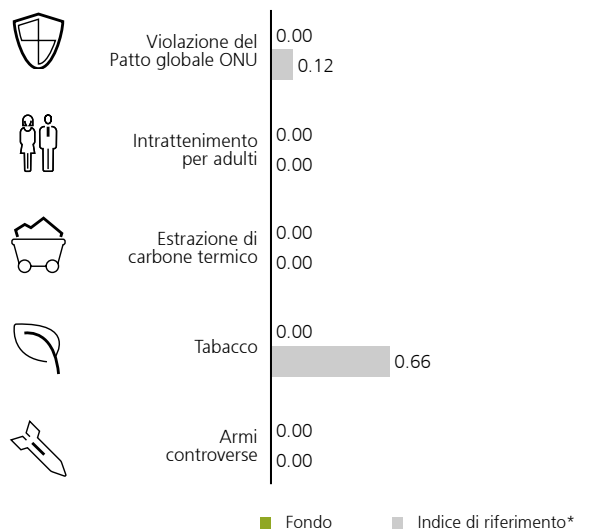 Violazione del
Patto globale ONU
0.00
0.12
Intrattenimento
per adulti
0.00
0.00
Estrazione di
carbone termico
0.00
0.00
Tabacco
0.00
0.66
Armi
controverse
0.00
0.00
Fondo Indice di riferimento*